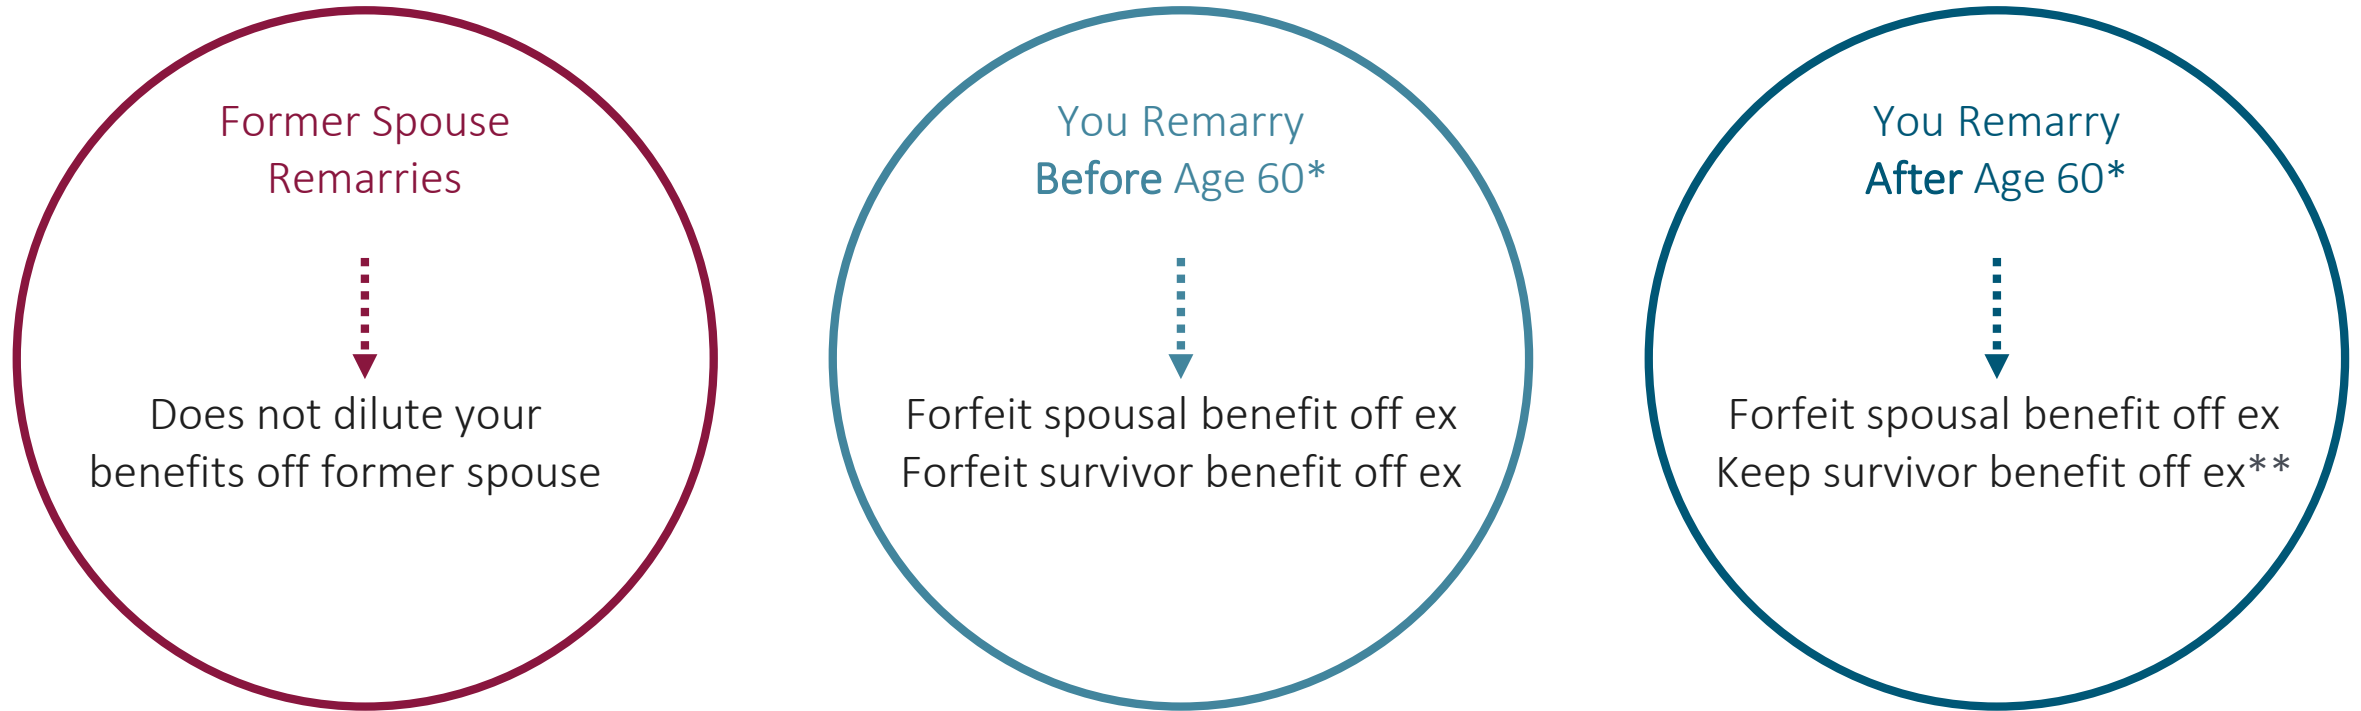 Former Spouse
Remarries
Does not dilute your
benefits off former spouse
You Remarry
Before Age 60*
Forfeit spousal benefit off ex
Forfeit survivor benefit off ex
You Remarry
After Age 60*
Forfeit spousal benefit off ex
Keep survivor benefit off ex**